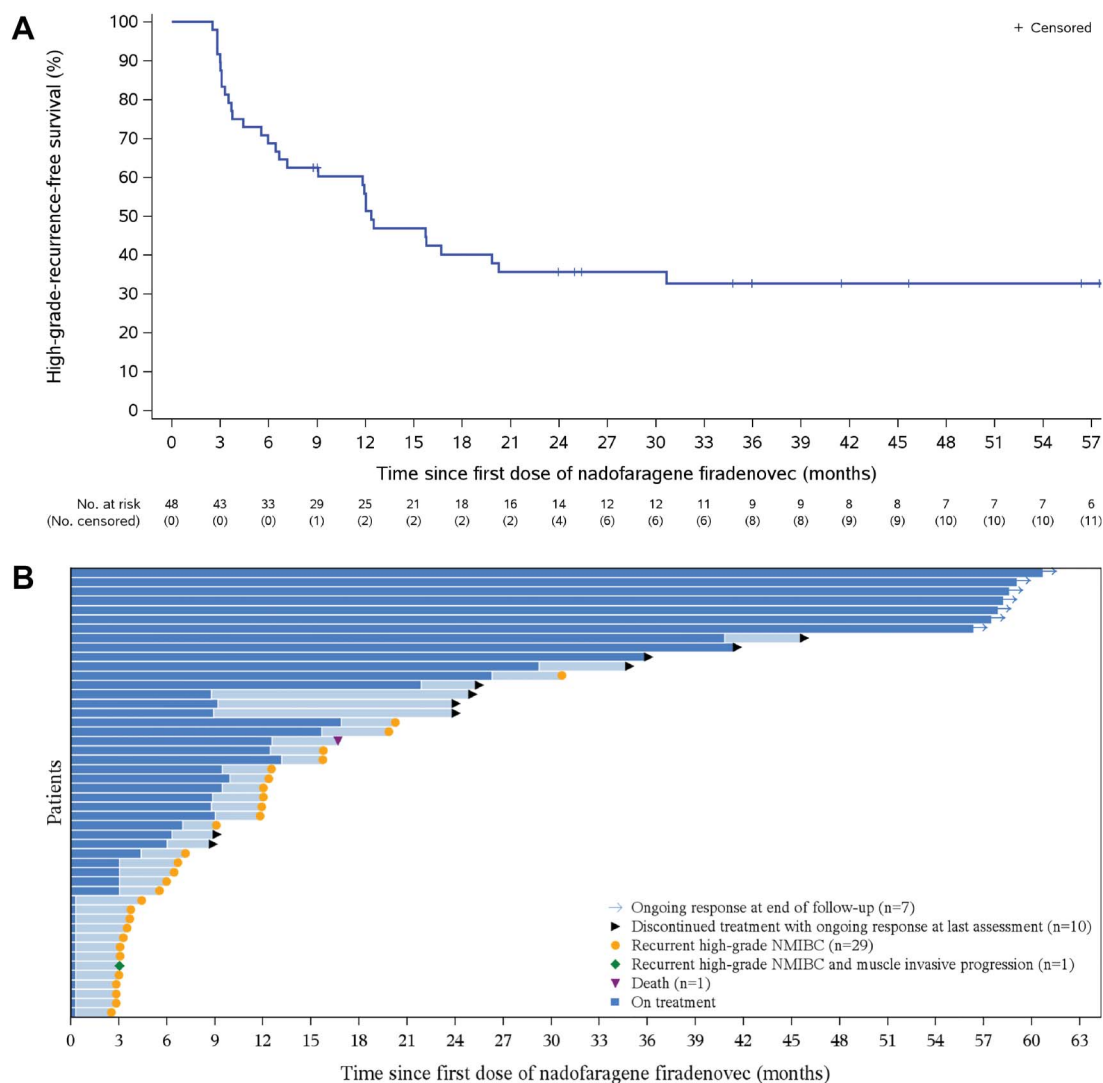 A
+ Censored
High-grade-recurrence-free survival (%)
100
90
80
70
60
50
40
30
20
10
0
0 3 6 9 12 15 18 21 24 27 30 33 36 39 42 45 48 51 54 57
Time since first dose of nadofaragene firadenovec (months)
No. at risk 48 43 33 29 25 21 18 16 14 12 12 11 9 9 8 8 7 7 7 6
(No. censored) (0) (0) (0) (1) (2) (2) (2) (2) (4) (6) (6) (6) (8) (8) (9) (9) (10) (10) (10) (11)
B
Patients
Ongoing response at end of follow-up (n=7)
Discontinued treatment with ongoing response at last assessment (n=10)
Recurrent high-grade NMIBC (n=29)
Recurrent high-grade NMIBC and muscle invasive progression (n=1)
Death (n=1)
On treatment
0 3 6 9 12 15 18 21 24 27 30 33 36 39 42 45 48 51 54 57 60 63
Time since first dose of nadofaragene firadenovec (months)